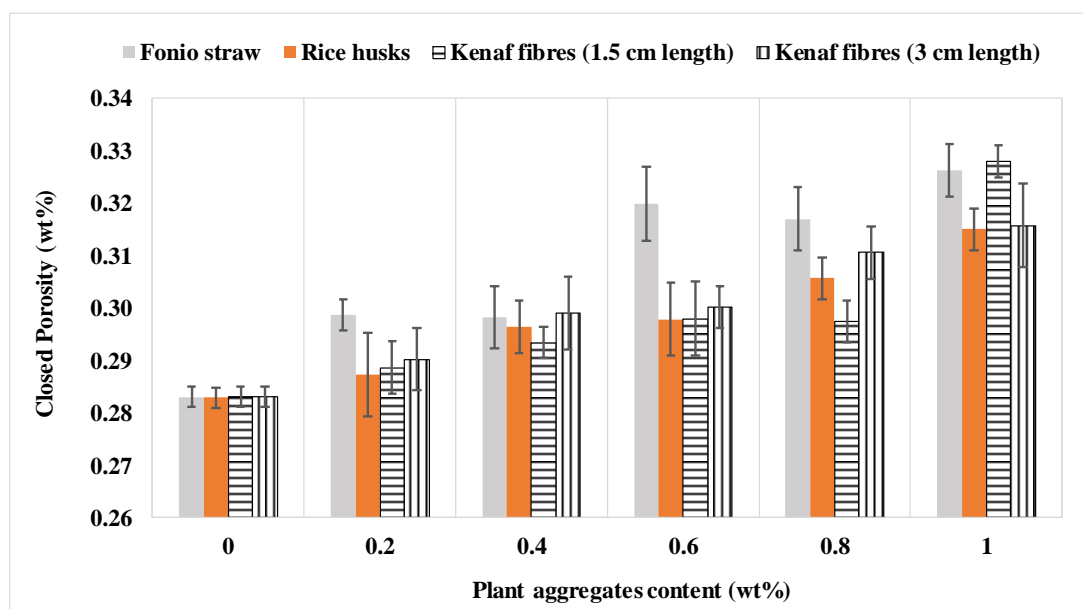 Fonio straw Rice husks Kenaf fibres (1.5 cm length) Kenaf fibres (3 cm length)
0.34
0.33
0.32
0.31
0.30
0.29
0.28
0.27
0.26
Closed Porosity (wt%)
0 0.2 0.4 0.6 0.8 1
Plant aggregates content (wt%)